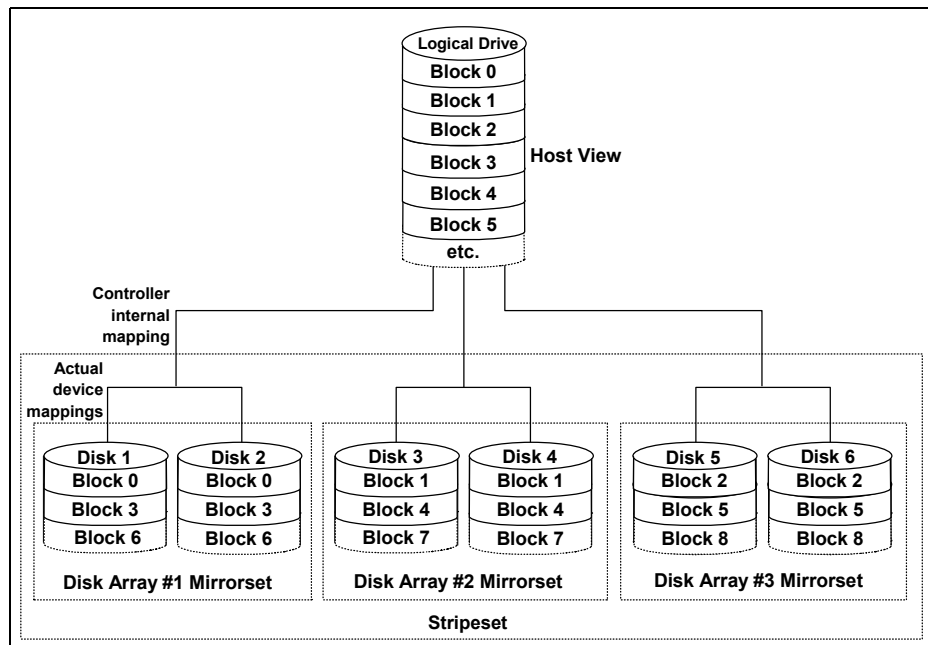 Logical Drive
Block 0
Block 1
Block 2
Block 3
Block 4
Block 5
etc.
Host View
Controller
internal
mapping
Actual
device
mappings
Disk 1
Block 0
Block 3
Block 6
Disk 2
Block 0
Block 3
Block 6
Disk Array #1 Mirrorset
Disk 3
Block 1
Block 4
Block 7
Disk 4
Block 1
Block 4
Block 7
Disk Array #2 Mirrorset
Disk 5
Block 2
Block 5
Block 8
Disk 6
Block 2
Block 5
Block 8
Disk Array #3 Mirrorset
Stripeset